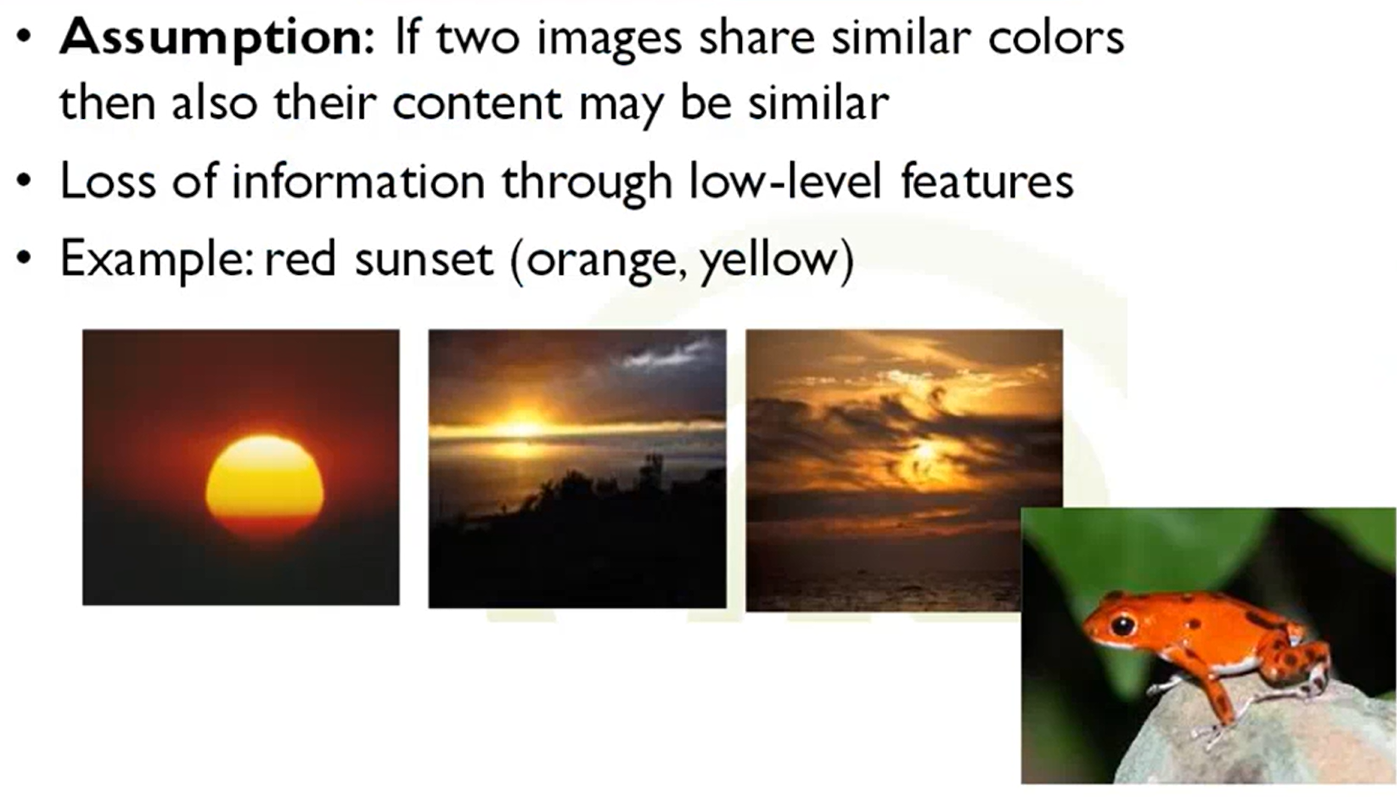 • Assumption: If two images share similar colors
then also their content may be similar
• Loss of information through low-level features
• Example: red sunset (orange, yellow)